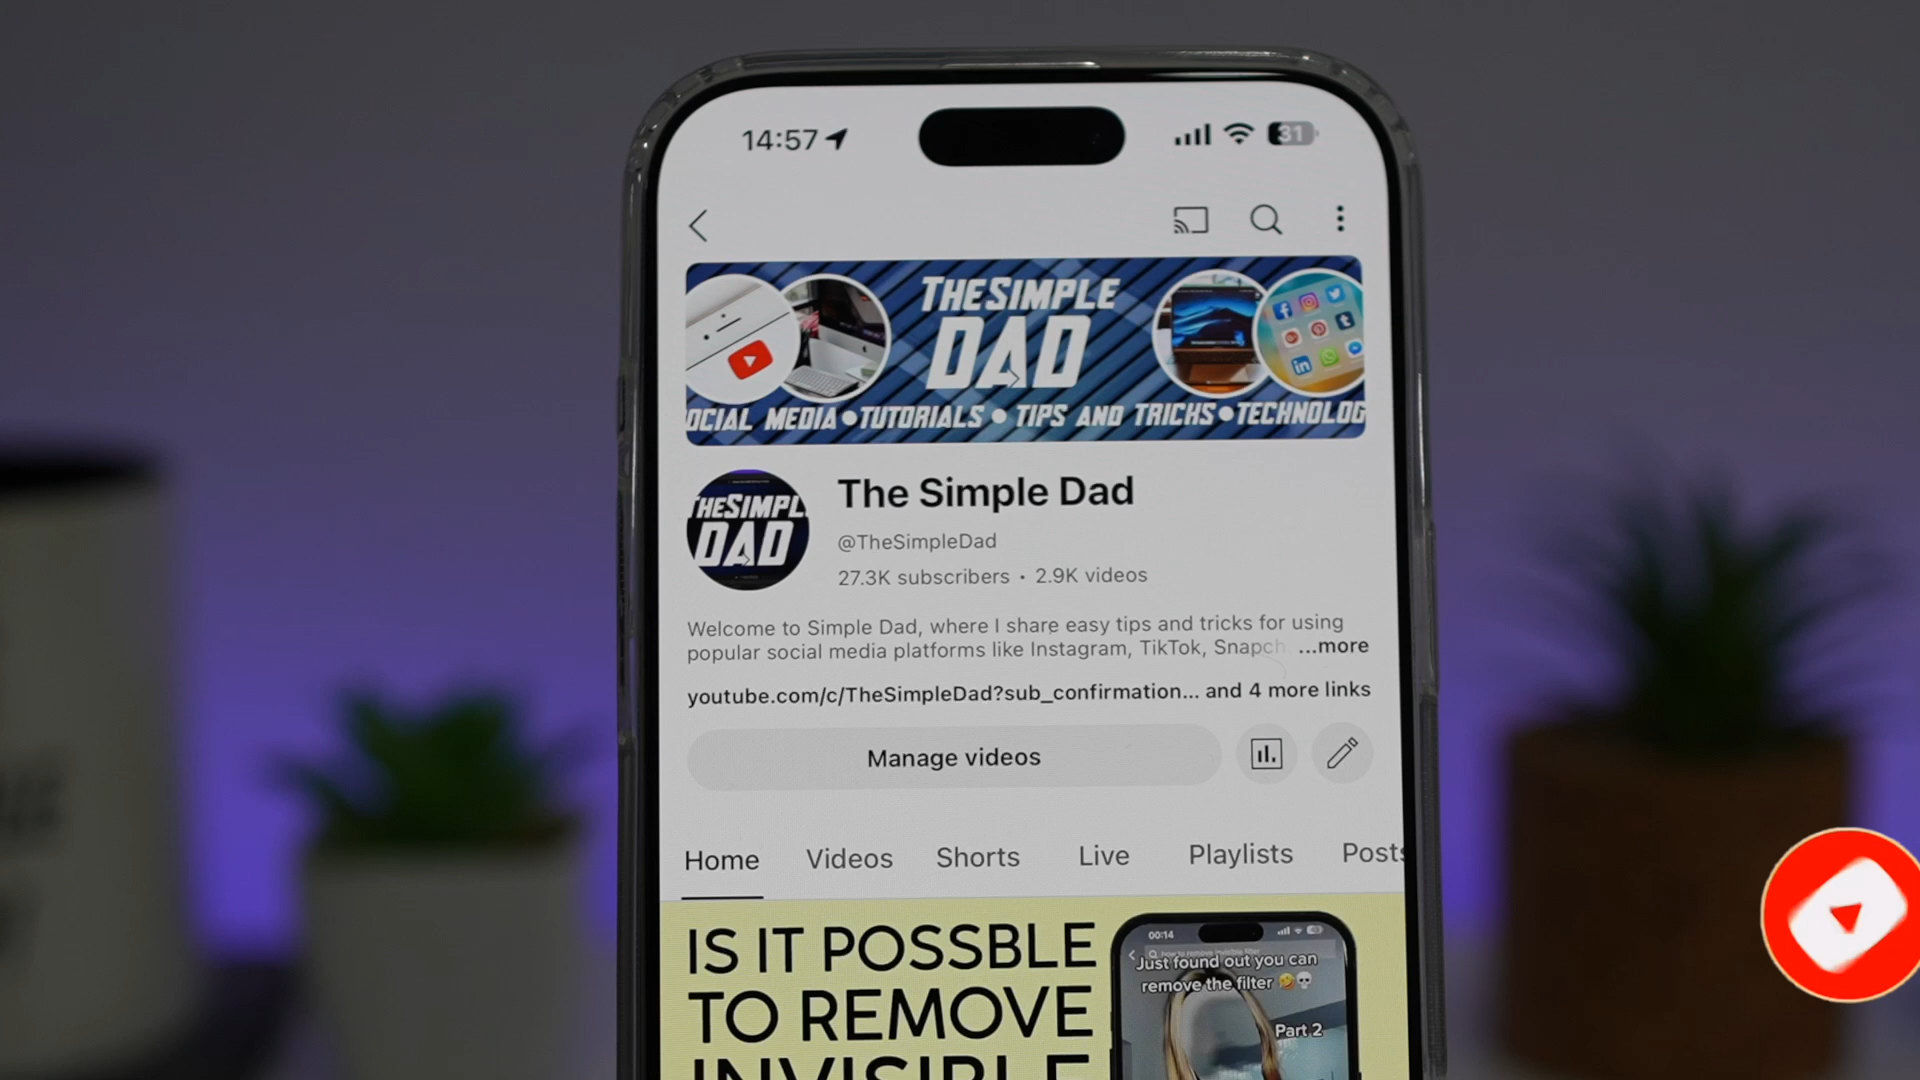 14:57
31
THESIMPLE
DAD
OCIAL MEDIA•TUTORIALS • TIPS AND TRICKS•TECHNOLOG
THESIMPL
DAD
The Simple Dad
@TheSimpleDad
27.3K subscribers • 2.9K videos
Welcome to Simple Dad, where I share easy tips and tricks for using
popular social media platforms like Instagram, TikTok, Snapch ...more
youtube.com/c/TheSimpleDad?sub_confirmation... and 4 more links
Manage videos
Home Videos Shorts Live Playlists Posts
IS IT POSSBLE
TO REMOVE
INVISIBLE
00:14
Just found out you can
remove the filter 🤣💀
Part 2